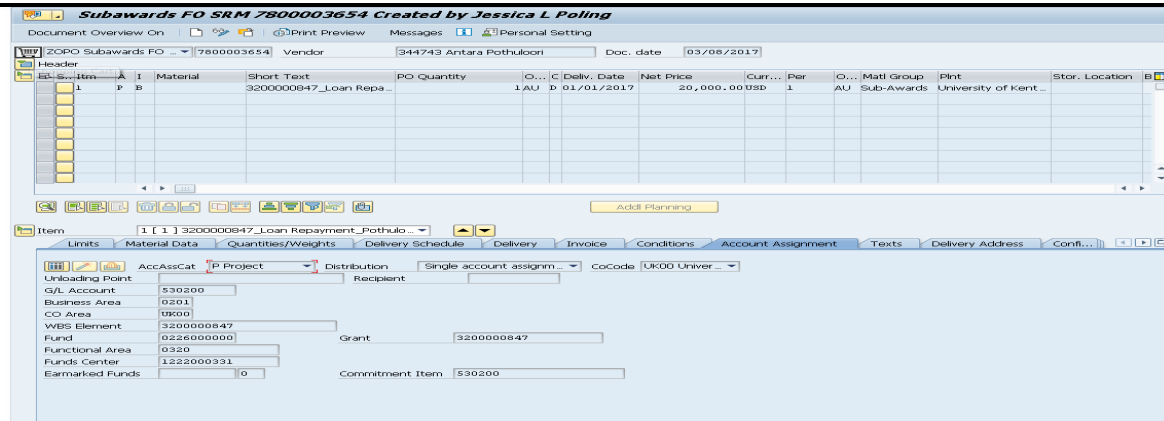 Subawards FO SRM 7800003654 Created by Jessica L Poling
Document Overview On Print Preview Messages Personal Setting
ZOPO Subawards FO ... 7800003654 Vendor 344743 Antara Pothuloori Doc. date 03/08/2017
Header
S... Itm A I Material Short Text PO Quantity O... C Deliv. Date Net Price Curr... Per O... Matl Group Plnt Stor. Location B
1 P B 3200000847_Loan Repa... 1 AU D 01/01/2017 20,000.00 USD 1 AU Sub-Awards University of Kent...
Addl Planning
Item 1 [ 1 ] 3200000847_Loan Repayment_Pothulo...
Limits Material Data Quantities/Weights Delivery Schedule Delivery Invoice Conditions Account Assignment Texts Delivery Address Confi...
AccAssCat P Project Distribution Single account assignm... CoCode UK00 Univer...
Unloading Point Recipient
G/L Account 530200
Business Area 0201
CO Area UK00
WBS Element 3200000847
Fund 0226000000 Grant 3200000847
Functional Area 0320
Funds Center 1222000331
Earmarked Funds 0 Commitment Item 530200